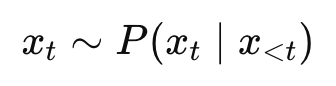 x_t ∼ P(x_t | x_{<t})